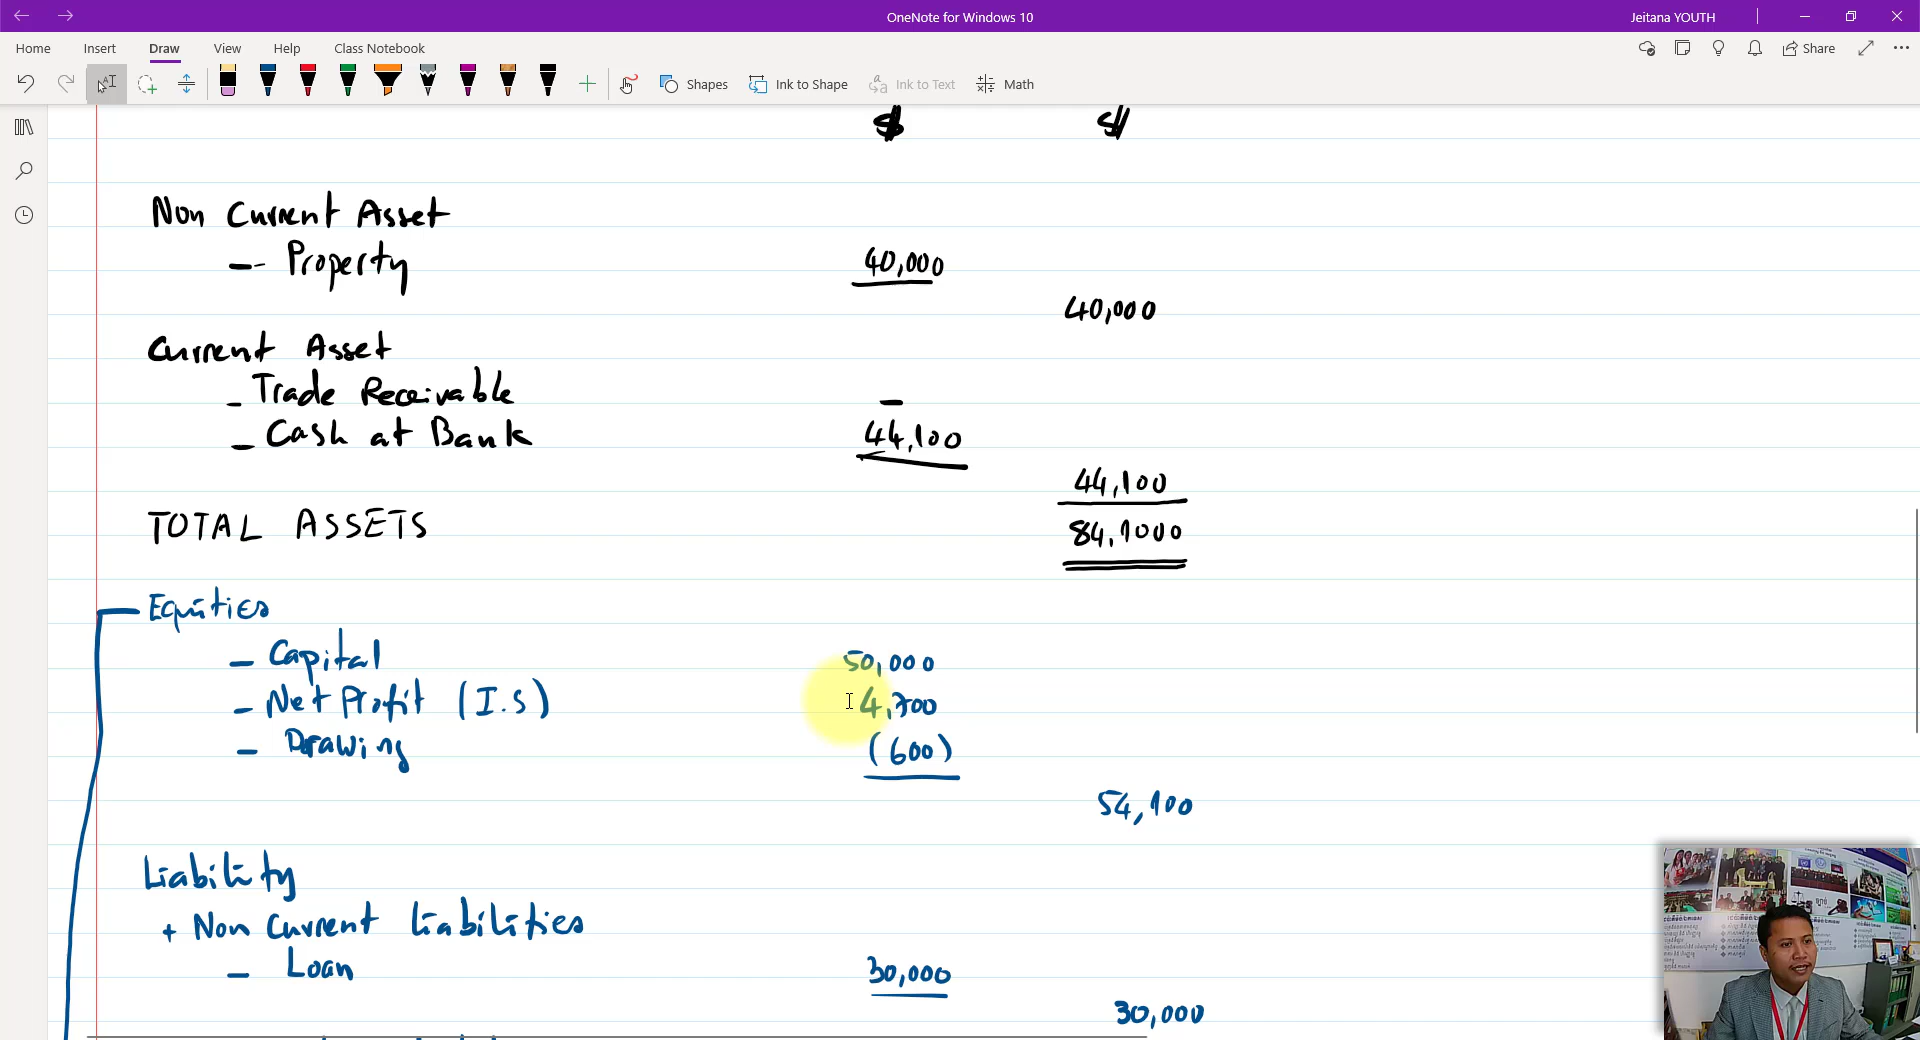 OneNote for Windows 10
Jeitana YOUTH
Home Insert Draw View Help Class Notebook
Share
Shapes Ink to Shape Ink to Text Math
$ $
Non Current Asset
-- Property 40,000
40,000
Current Asset
- Trade Receivable -
- Cash at Bank 44,100
44,100
TOTAL ASSETS 84,1000
Equities
- Capital 50,000
- Net Profit (I.S) 4,700
- Drawing (600)
54,100
Liability
+ Non Current Liabilities
- Loan 30,000
30,000